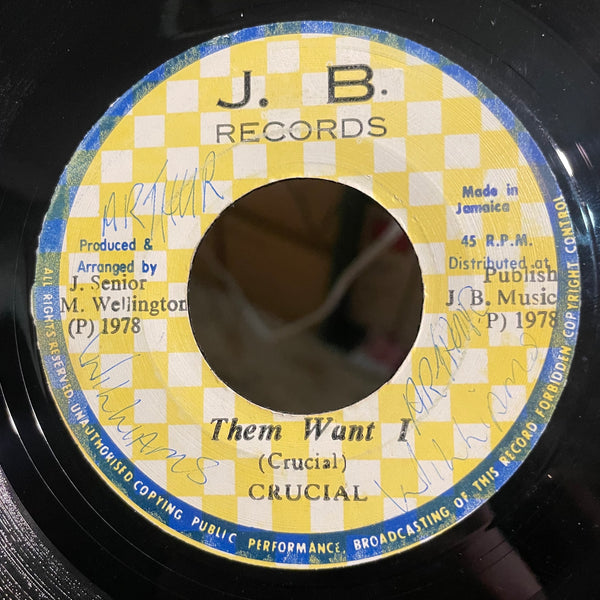 J. B.
RECORDS
ARTHUR
Produced &
Arranged by
J. Senior
M. Wellington
(P) 1978
Williams
Made in
Jamaica
45 R.P.M.
Distributed at
Publish
J. B. Music
(P) 1978
Williams
Them Want I
(Crucial)
CRUCIAL
ALL RIGHTS RESERVED. UNAUTHORISED COPYING PUBLIC PERFORMANCE. BROADCASTING OF THIS RECORD FORBIDDEN COPYRIGHT CONTROL